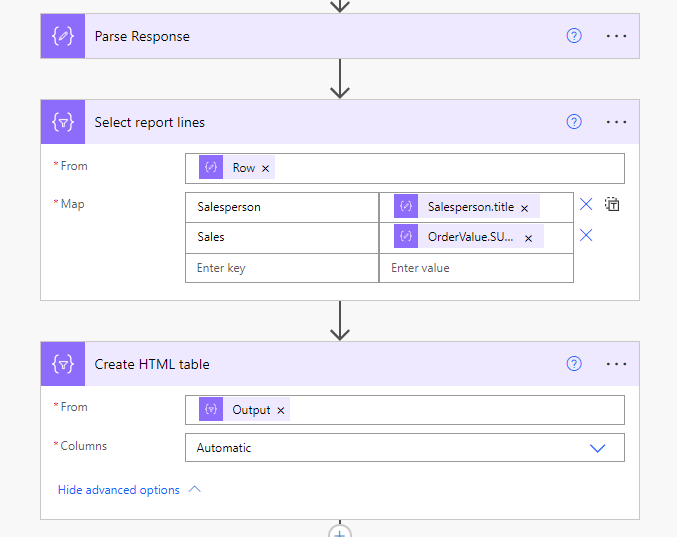 Parse Response
Select report lines
* From
Row ×
* Map
Salesperson
Salesperson.title ×
Sales
OrderValue.SU... ×
Enter key
Enter value
Create HTML table
* From
Output ×
* Columns
Automatic
Hide advanced options